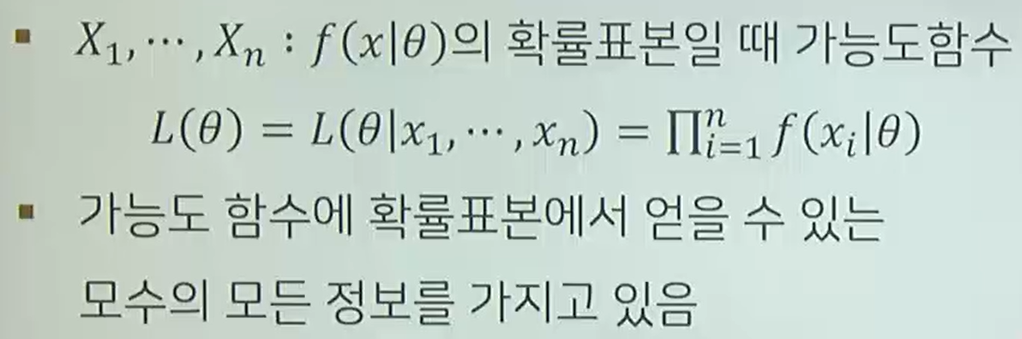 ▪ X₁, ⋯ , Xₙ : f(x|θ)의 확률표본일 때 가능도함수
L(θ) = L(θ|x₁, ⋯ , xₙ) = ∏ⁿᵢ₌₁ f(xᵢ|θ)
▪ 가능도 함수에 확률표본에서 얻을 수 있는
모수의 모든 정보를 가지고 있음